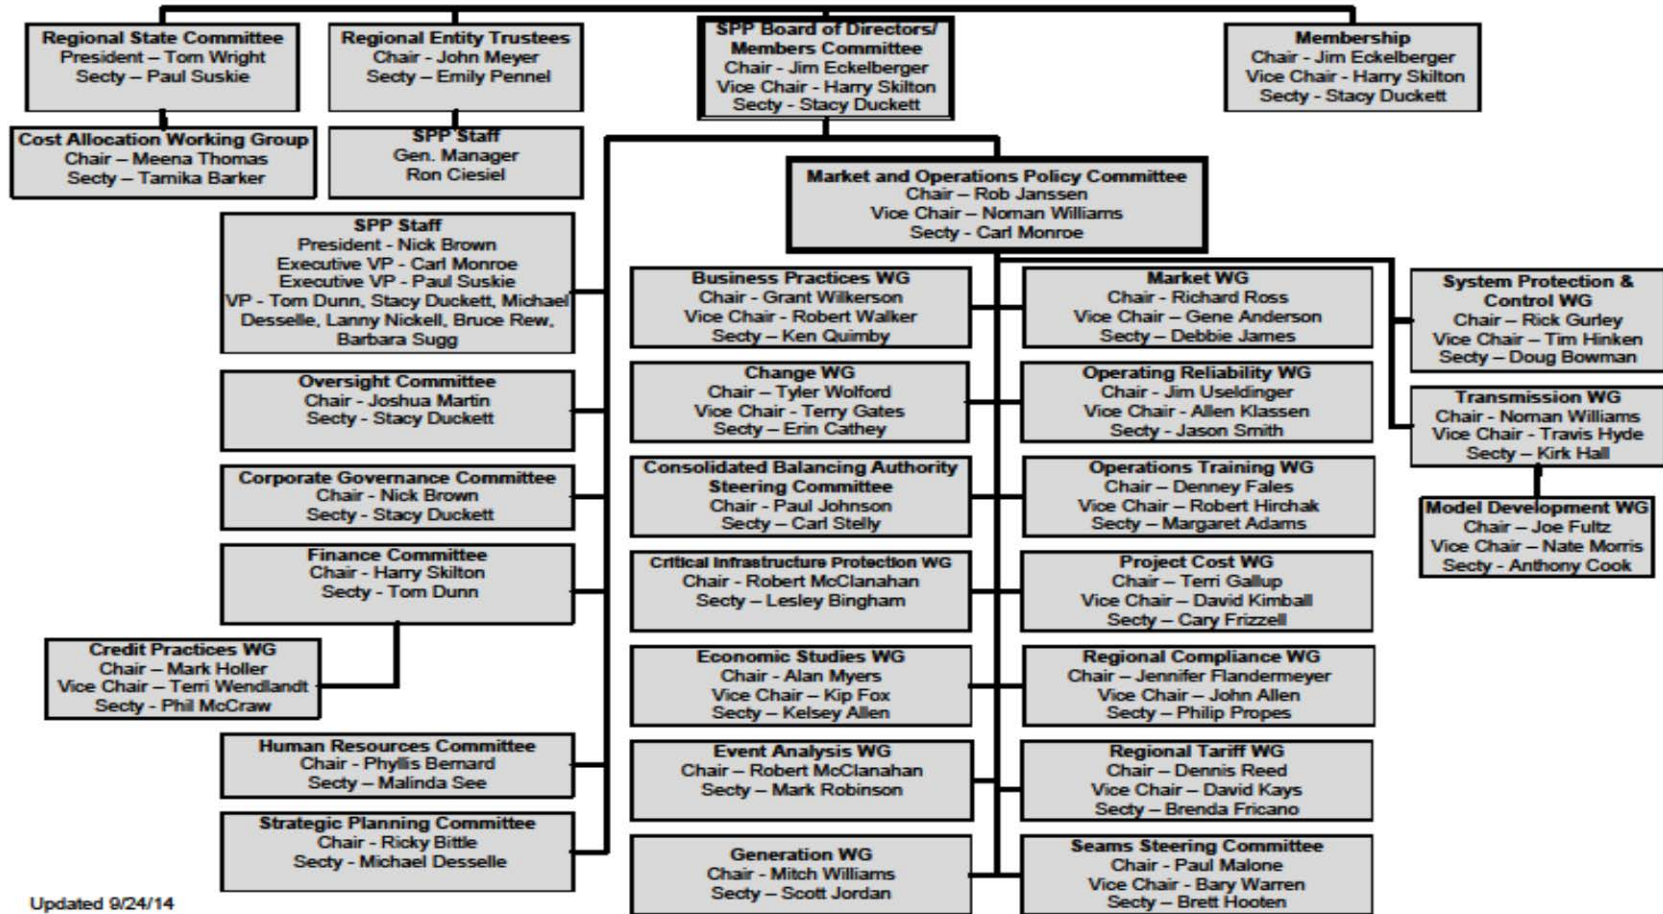 Regional State Committee
President – Tom Wright
Secty – Paul Suskie
Regional Entity Trustees
Chair - John Meyer
Secty – Emily Pennel
SPP Board of Directors/
Members Committee
Chair - Jim Eckelberger
Vice Chair - Harry Skilton
Secty - Stacy Duckett
Membership
Chair - Jim Eckelberger
Vice Chair - Harry Skilton
Secty - Stacy Duckett
Cost Allocation Working Group
Chair – Meena Thomas
Secty – Tamika Barker
SPP Staff
Gen. Manager
Ron Ciesiel
Market and Operations Policy Committee
Chair – Rob Janssen
Vice Chair – Noman Williams
Secty - Carl Monroe
SPP Staff
President - Nick Brown
Executive VP - Carl Monroe
Executive VP - Paul Suskie
VP - Tom Dunn, Stacy Duckett, Michael
Desselle, Lanny Nickell, Bruce Rew,
Barbara Sugg
Oversight Committee
Chair - Joshua Martin
Secty - Stacy Duckett
Corporate Governance Committee
Chair - Nick Brown
Secty - Stacy Duckett
Finance Committee
Chair - Harry Skilton
Secty - Tom Dunn
Credit Practices WG
Chair – Mark Holler
Vice Chair – Terri Wendlandt
Secty - Phil McCraw
Human Resources Committee
Chair - Phyllis Bernard
Secty – Malinda See
Strategic Planning Committee
Chair - Ricky Bittle
Secty - Michael Desselle
Business Practices WG
Chair - Grant Wilkerson
Vice Chair - Robert Walker
Secty – Ken Quimby
Change WG
Chair – Tyler Wolford
Vice Chair - Terry Gates
Secty – Erin Cathey
Consolidated Balancing Authority
Steering Committee
Chair - Paul Johnson
Secty – Carl Stelly
Critical Infrastructure Protection WG
Chair - Robert McClanahan
Secty – Lesley Bingham
Economic Studies WG
Chair - Alan Myers
Vice Chair – Kip Fox
Secty – Kelsey Allen
Event Analysis WG
Chair – Robert McClanahan
Secty – Mark Robinson
Generation WG
Chair - Mitch Williams
Secty – Scott Jordan
Market WG
Chair - Richard Ross
Vice Chair – Gene Anderson
Secty – Debbie James
Operating Reliability WG
Chair - Jim Useldinger
Vice Chair - Allen Klassen
Secty - Jason Smith
Operations Training WG
Chair – Denney Fales
Vice Chair – Robert Hirchak
Secty – Margaret Adams
Project Cost WG
Chair – Terri Gallup
Vice Chair – David Kimball
Secty – Cary Frizzell
Regional Compliance WG
Chair – Jennifer Flandermeyer
Vice Chair – John Allen
Secty – Philip Propes
Regional Tariff WG
Chair – Dennis Reed
Vice Chair – David Kays
Secty – Brenda Fricano
Seams Steering Committee
Chair - Paul Malone
Vice Chair - Bary Warren
Secty – Brett Hooten
System Protection &
Control WG
Chair – Rick Gurley
Vice Chair – Tim Hinken
Secty – Doug Bowman
Transmission WG
Chair - Noman Williams
Vice Chair - Travis Hyde
Secty – Kirk Hall
Model Development WG
Chair – Joe Fultz
Vice Chair – Nate Morris
Secty - Anthony Cook
Updated 9/24/14